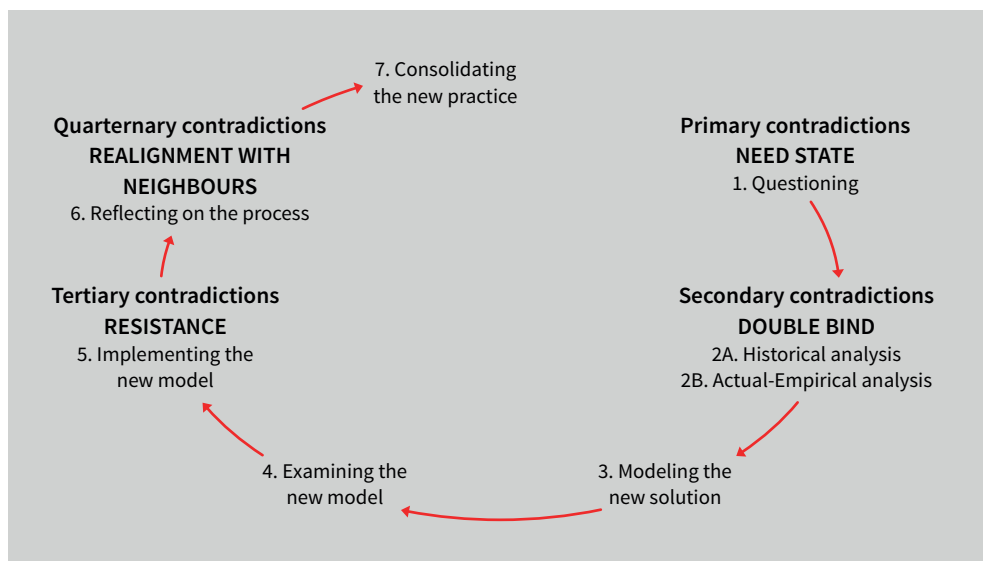 Primary contradictions
NEED STATE
1. Questioning
Secondary contradictions
DOUBLE BIND
2A. Historical analysis
2B. Actual-Empirical analysis
3. Modeling the
new solution
4. Examining the
new model
Tertiary contradictions
RESISTANCE
5. Implementing the
new model
Quarternary contradictions
REALIGNMENT WITH
NEIGHBOURS
6. Reflecting on the process
7. Consolidating
the new practice